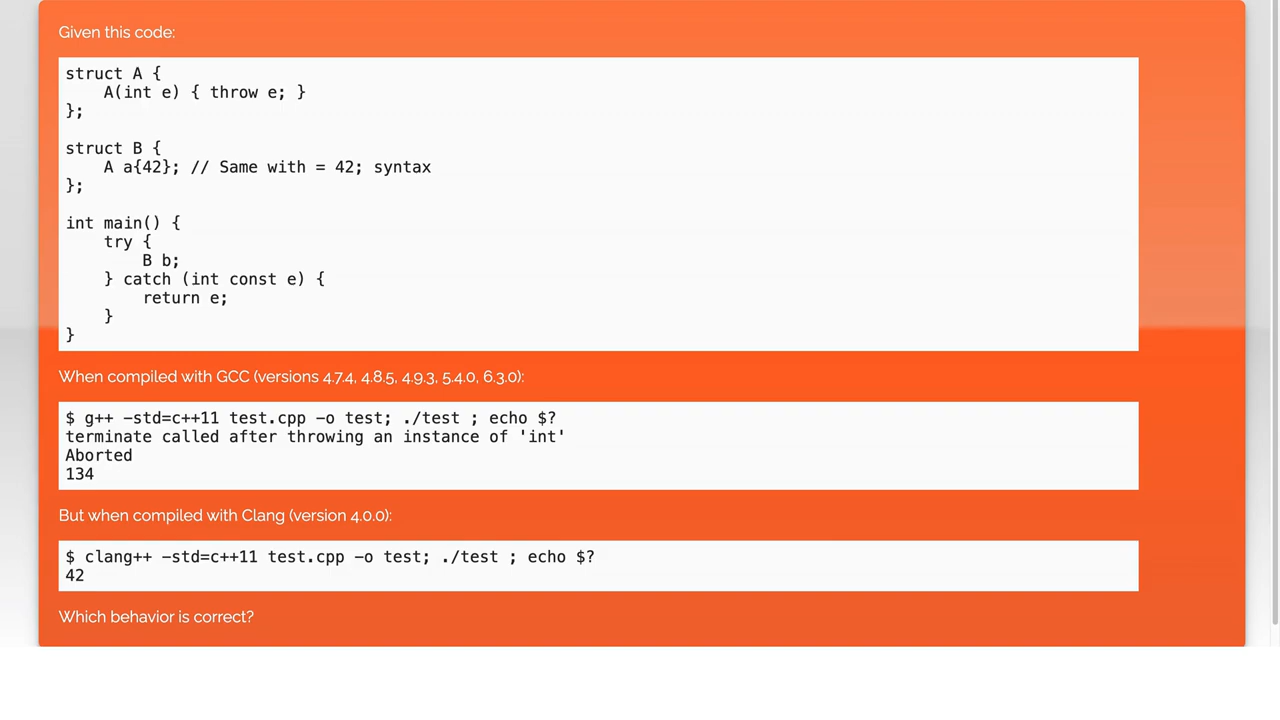 Given this code:
struct A {
    A(int e) { throw e; }
};
struct B {
    A a{42}; // Same with = 42; syntax
};
int main() {
    try {
        B b;
    } catch (int const e) {
        return e;
    }
}
When compiled with GCC (versions 4.7.4, 4.8.5, 4.9.3, 5.4.0, 6.3.0):
$ g++ -std=c++11 test.cpp -o test; ./test ; echo $?
terminate called after throwing an instance of 'int'
Aborted
134
But when compiled with Clang (version 4.0.0):
$ clang++ -std=c++11 test.cpp -o test; ./test ; echo $?
42
Which behavior is correct?